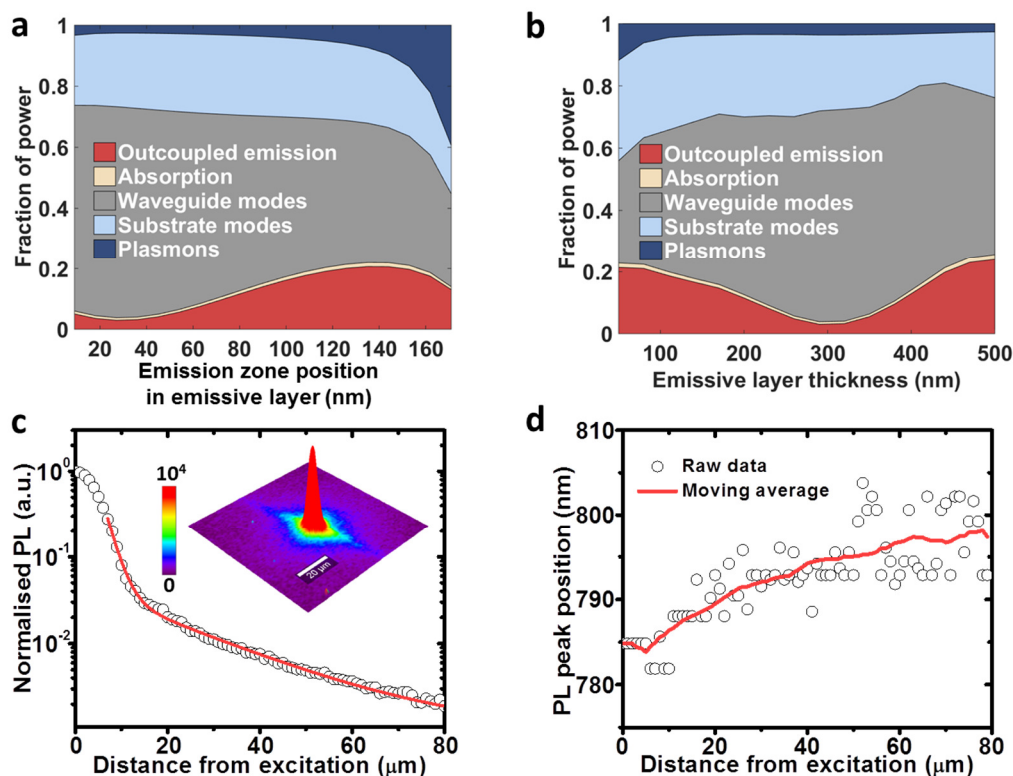 a
1
0.8
0.6
0.4
0.2
0
Fraction of power
Outcoupled emission
Absorption
Waveguide modes
Substrate modes
Plasmons
20 40 60 80 100 120 140 160
Emission zone position
in emissive layer (nm)
b
1
0.8
0.6
0.4
0.2
0
Fraction of power
Outcoupled emission
Absorption
Waveguide modes
Substrate modes
Plasmons
100 200 300 400 500
Emissive layer thickness (nm)
c
10⁰
10⁻¹
10⁻²
Normalised PL (a.u.)
10⁴
0
20 μm
0 20 40 60 80
Distance from excitation (μm)
d
810
800
790
780
PL peak position (nm)
Raw data
Moving average
0 20 40 60 80
Distance from excitation (μm)